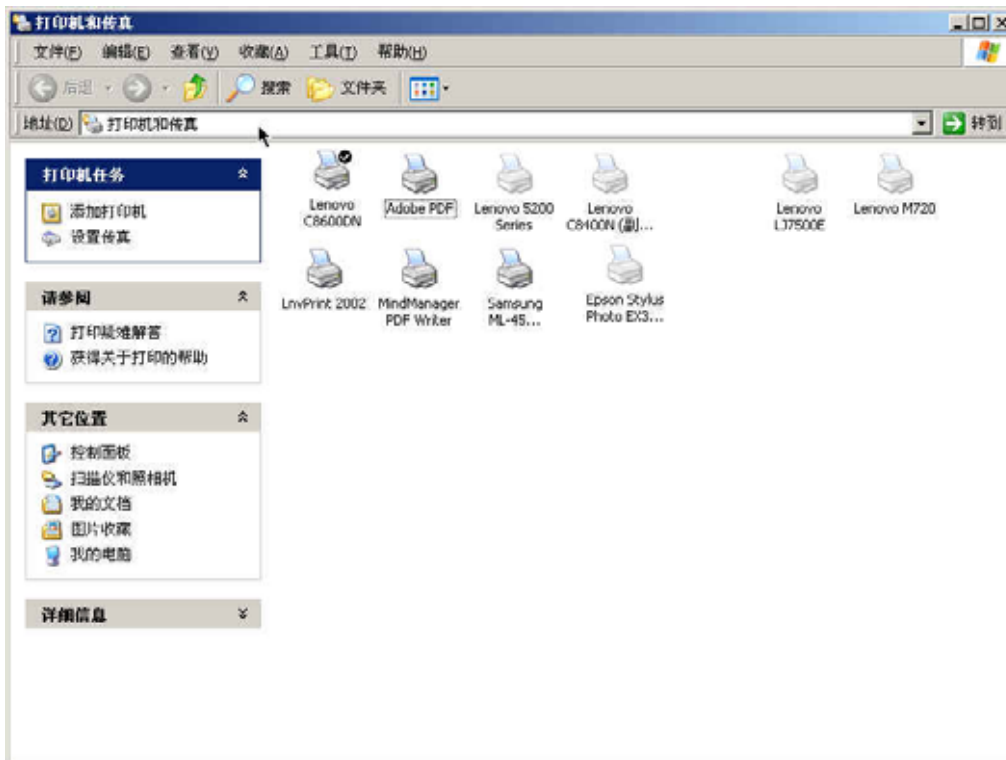 打印机和传真
文件(F) 编辑(E) 查看(V) 收藏(A) 工具(T) 帮助(H)
后退 搜索 文件夹
地址(D) 打印机和传真 转到
打印机任务
添加打印机
设置传真
请参阅
打印疑难解答
获得关于打印的帮助
其它位置
控制面板
扫描仪和照相机
我的文档
图片收藏
我的电脑
详细信息
Lenovo
C8600DN
Adobe PDF
Lenovo 5200
Series
Lenovo
C8400N (副...
Lenovo
LJ7500E
Lenovo M720
LnvPrint 2002
MindManager
PDF Writer
Samsung
ML-45...
Epson Stylus
Photo EX3...